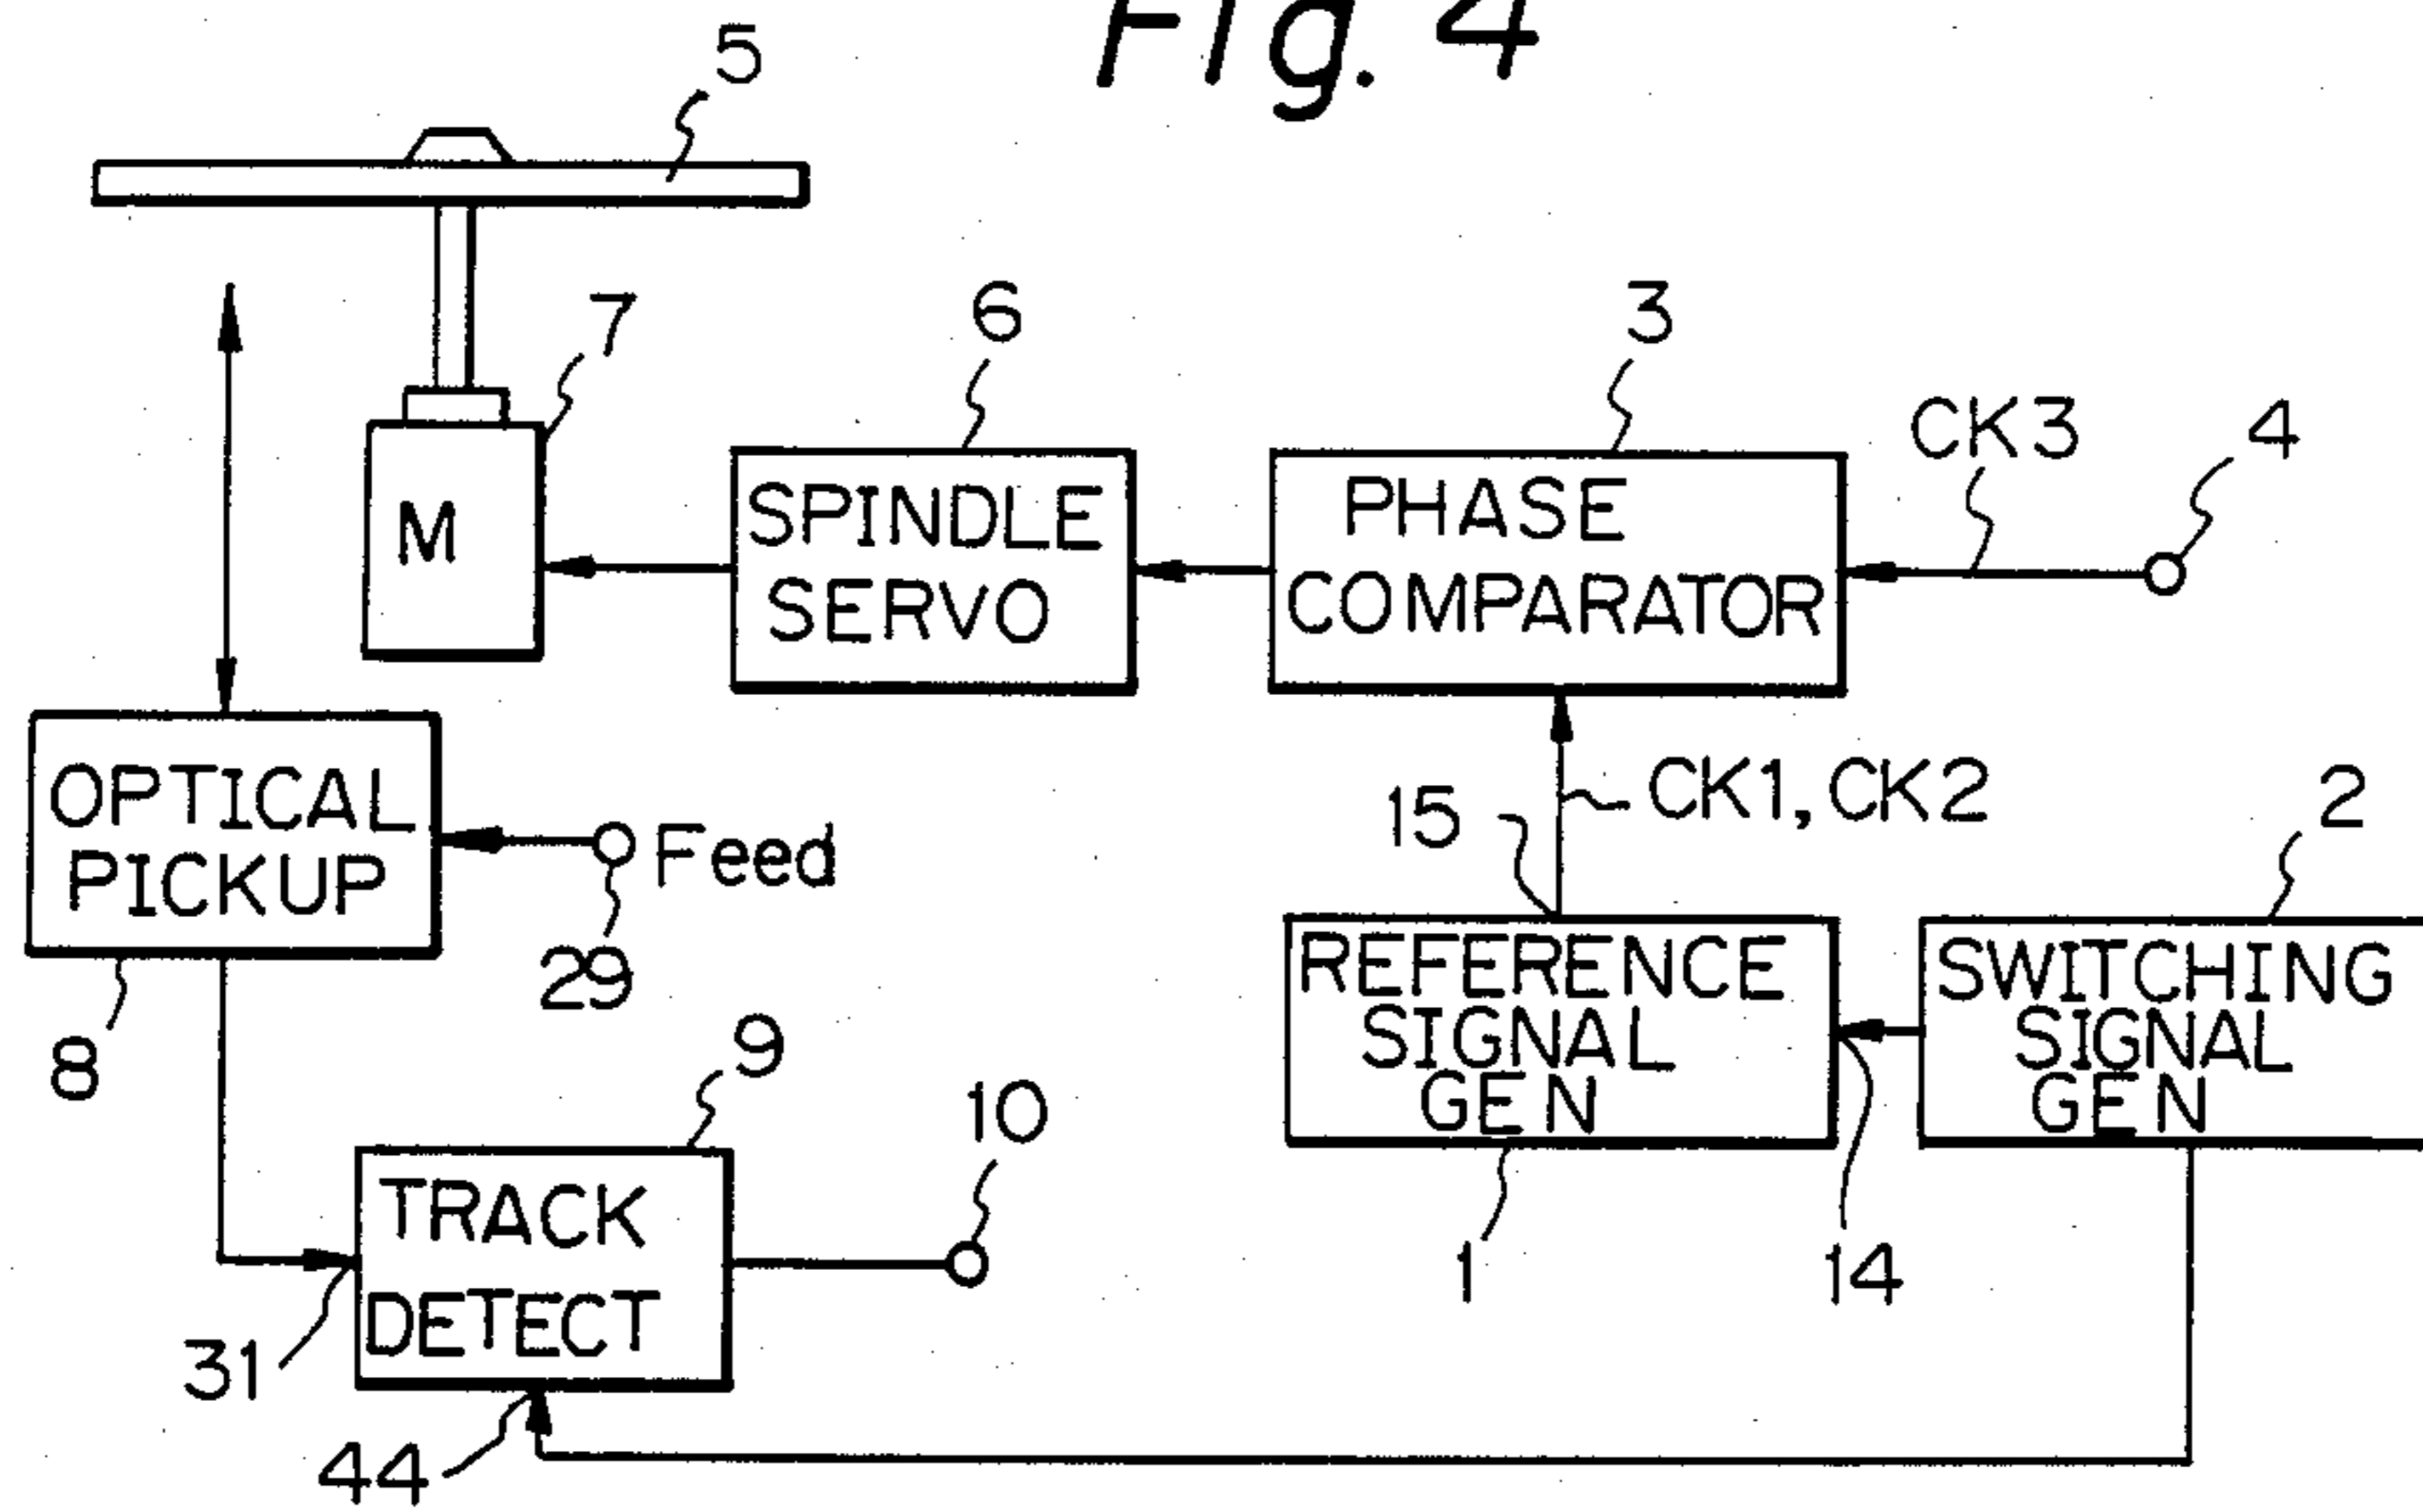 Fig. 4
5
7
6
3
CK3
4
M
SPINDLE
SERVO
PHASE
COMPARATOR
OPTICAL
PICKUP
Feed
29
8
15
CK1, CK2
2
REFERENCE
SIGNAL
GEN
SWITCHING
SIGNAL
GEN
9
10
TRACK
DETECT
1
14
31
44